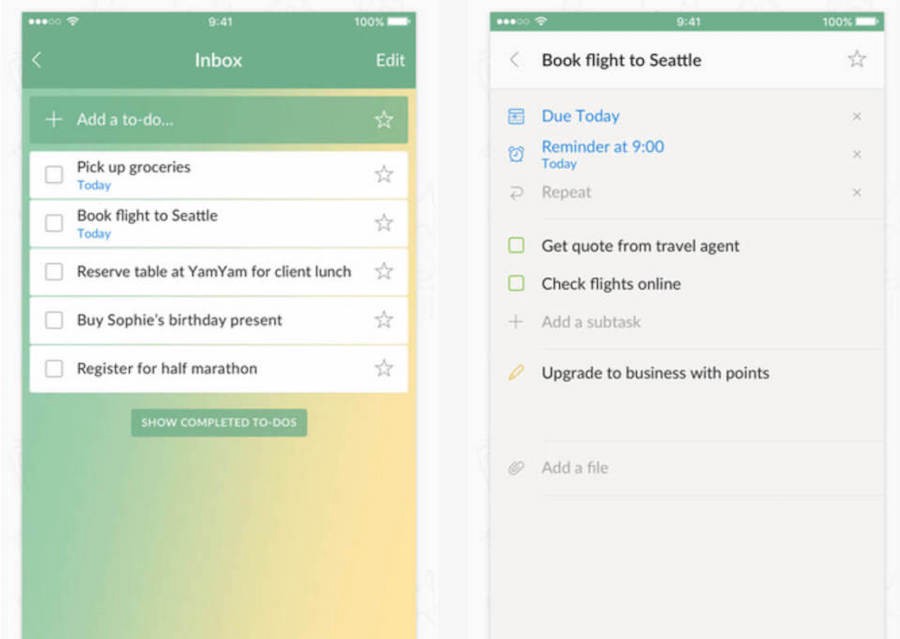 9:41
100%
Inbox
Edit
Add a to-do...
Pick up groceries
Today
Book flight to Seattle
Today
Reserve table at YamYam for client lunch
Buy Sophie's birthday present
Register for half marathon
SHOW COMPLETED TO-DOS
9:41
100%
Book flight to Seattle
Due Today
Reminder at 9:00
Today
Repeat
Get quote from travel agent
Check flights online
Add a subtask
Upgrade to business with points
Add a file